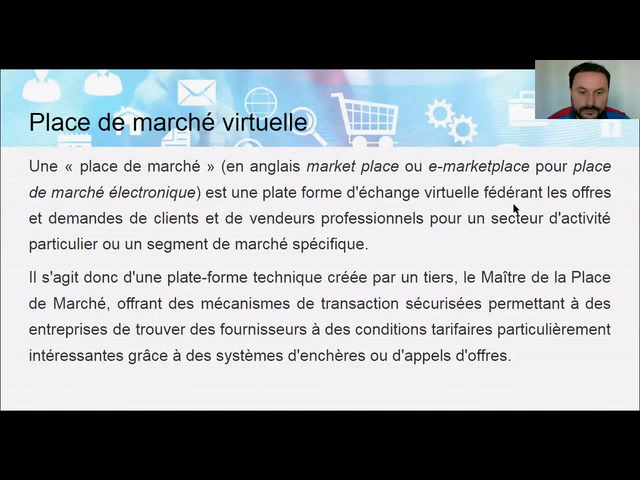 Place de marché virtuelle
Une « place de marché » (en anglais market place ou e-marketplace pour place
de marché électronique) est une plate forme d'échange virtuelle fédérant les offres
et demandes de clients et de vendeurs professionnels pour un secteur d'activité
particulier ou un segment de marché spécifique.
Il s'agit donc d'une plate-forme technique créée par un tiers, le Maître de la Place
de Marché, offrant des mécanismes de transaction sécurisées permettant à des
entreprises de trouver des fournisseurs à des conditions tarifaires particulièrement
intéressantes grâce à des systèmes d'enchères ou d'appels d'offres.